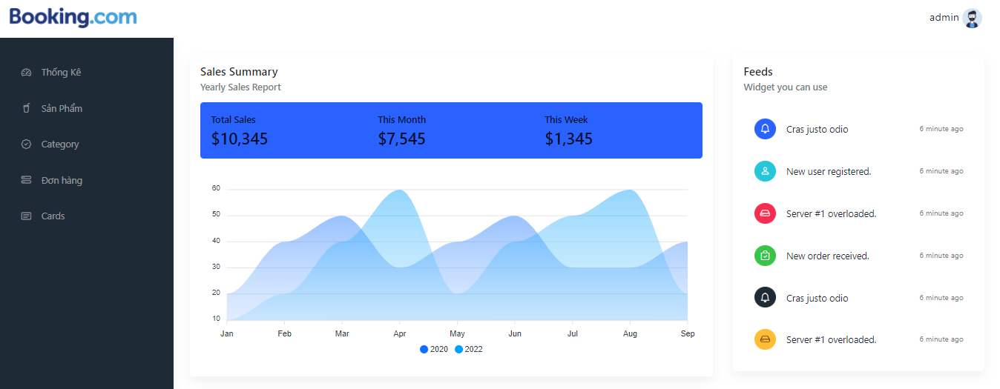 Booking.com
admin
Thống Kê
Sản Phẩm
Category
Đơn hàng
Cards
Sales Summary
Yearly Sales Report
Total Sales This Month This Week
$10,345 $7,545 $1,345
60
50
40
30
20
10
Jan Feb Mar Apr May Jun Jul Aug Sep
2020 2022
Feeds
Widget you can use
Cras justo odio 6 minute ago
New user registered. 6 minute ago
Server #1 overloaded. 6 minute ago
New order received. 6 minute ago
Cras justo odio 6 minute ago
Server #1 overloaded. 6 minute ago